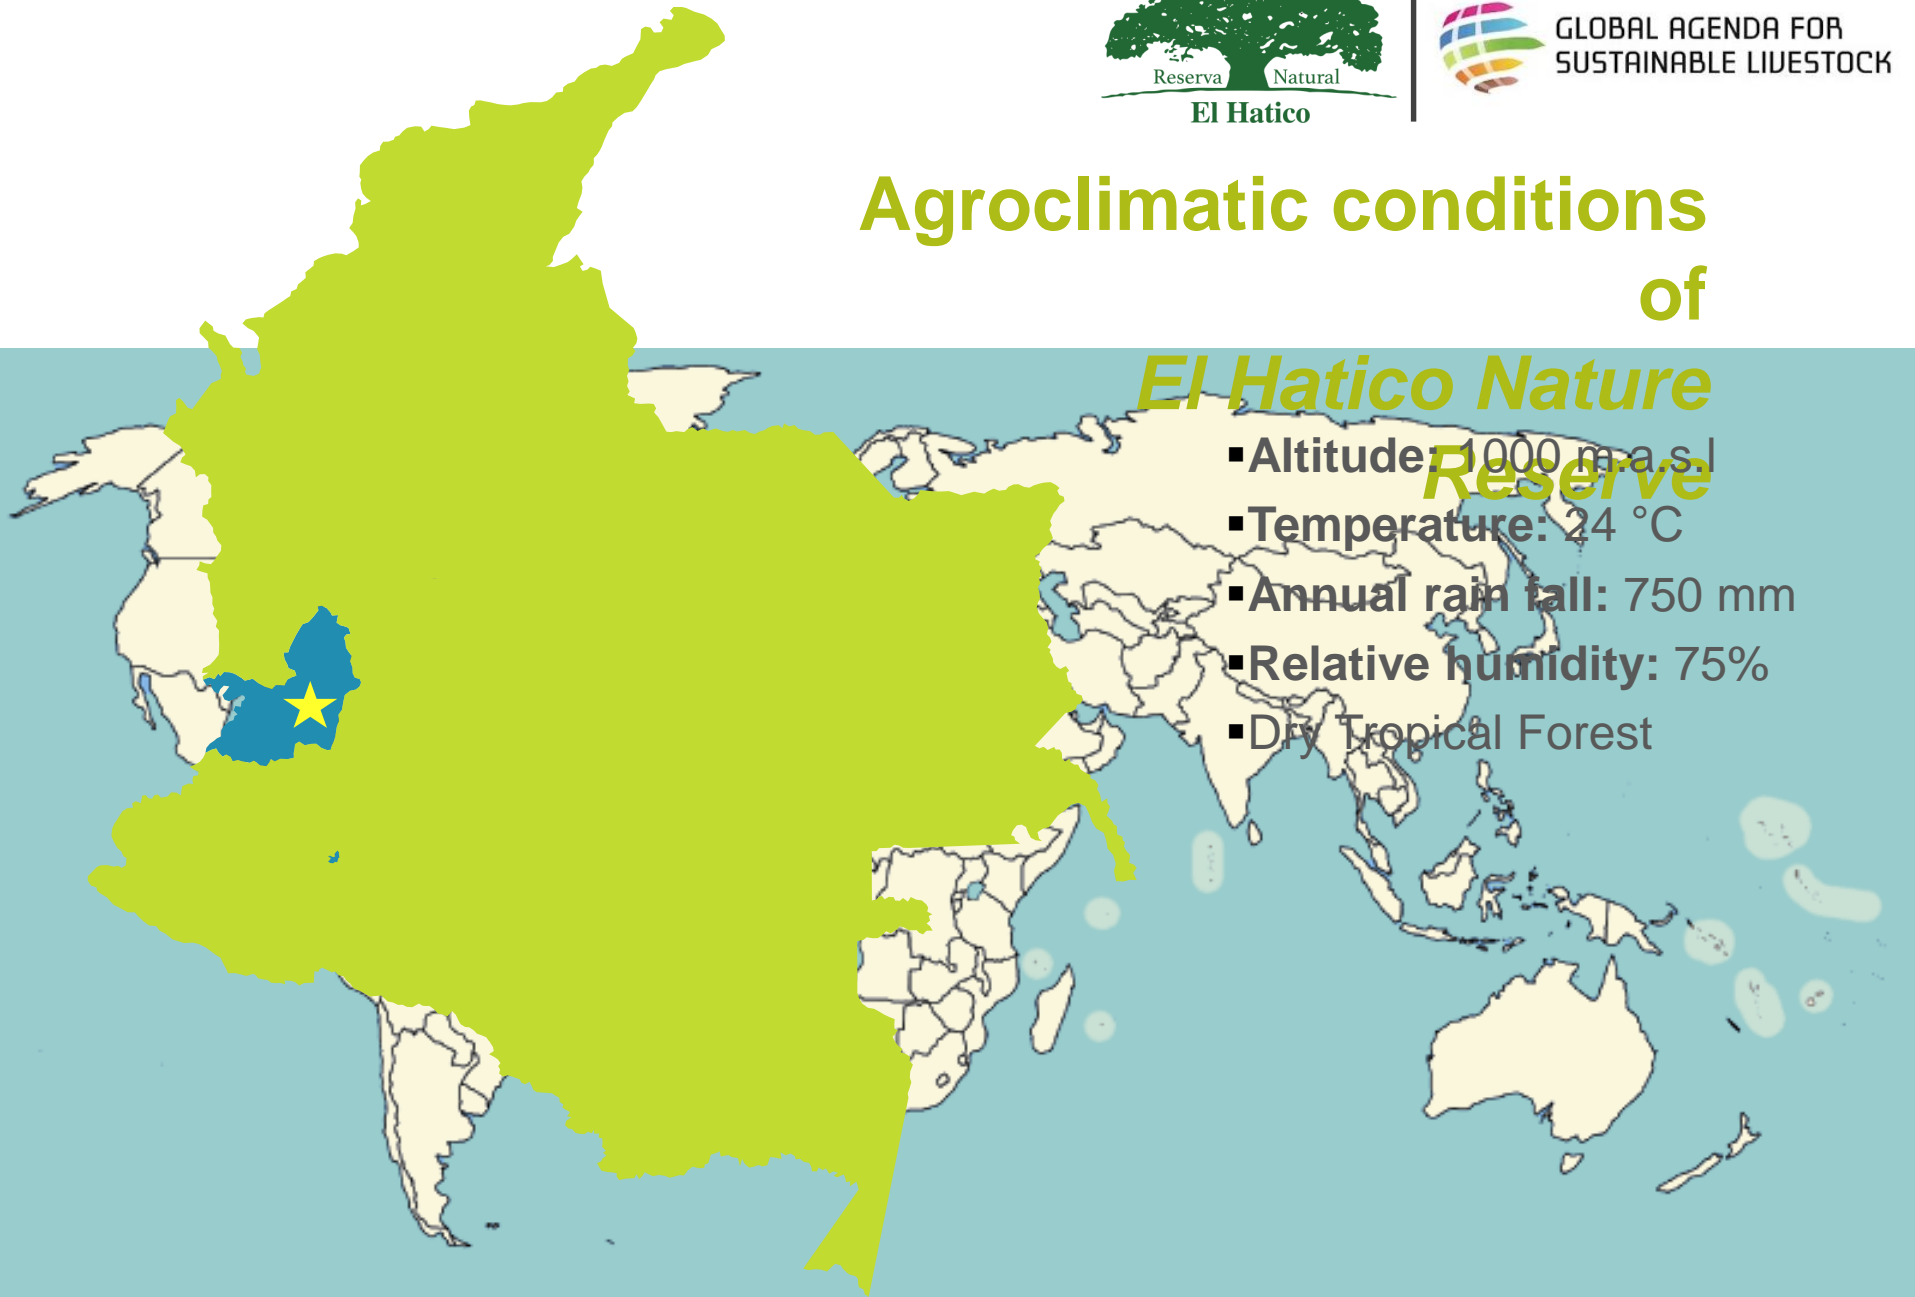 Reserva Natural
El Hatico
GLOBAL AGENDA FOR
SUSTAINABLE LIVESTOCK
Agroclimatic conditions
of
El Hatico Nature
Reserve
▪Altitude: 1000 m.a.s.l
▪Temperature: 24 °C
▪Annual rain fall: 750 mm
▪Relative humidity: 75%
▪Dry Tropical Forest